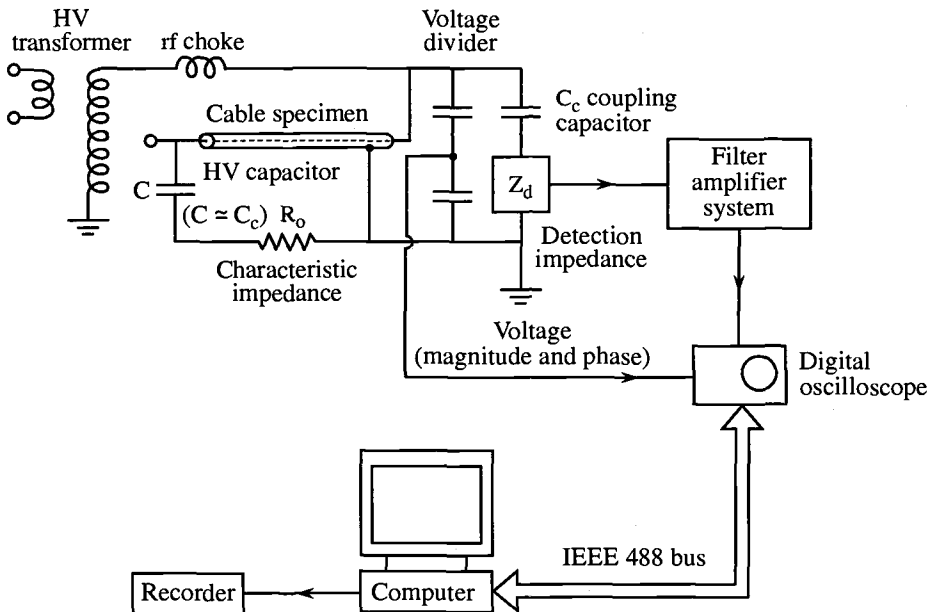 HV
transformer
rf choke
Voltage
divider
Cable specimen
C_c coupling
capacitor
HV capacitor
C
(C ≃ C_c) R_o
Z_d
Filter
amplifier
system
Characteristic
impedance
Detection
impedance
Voltage
(magnitude and phase)
Digital
oscilloscope
IEEE 488 bus
Recorder
Computer